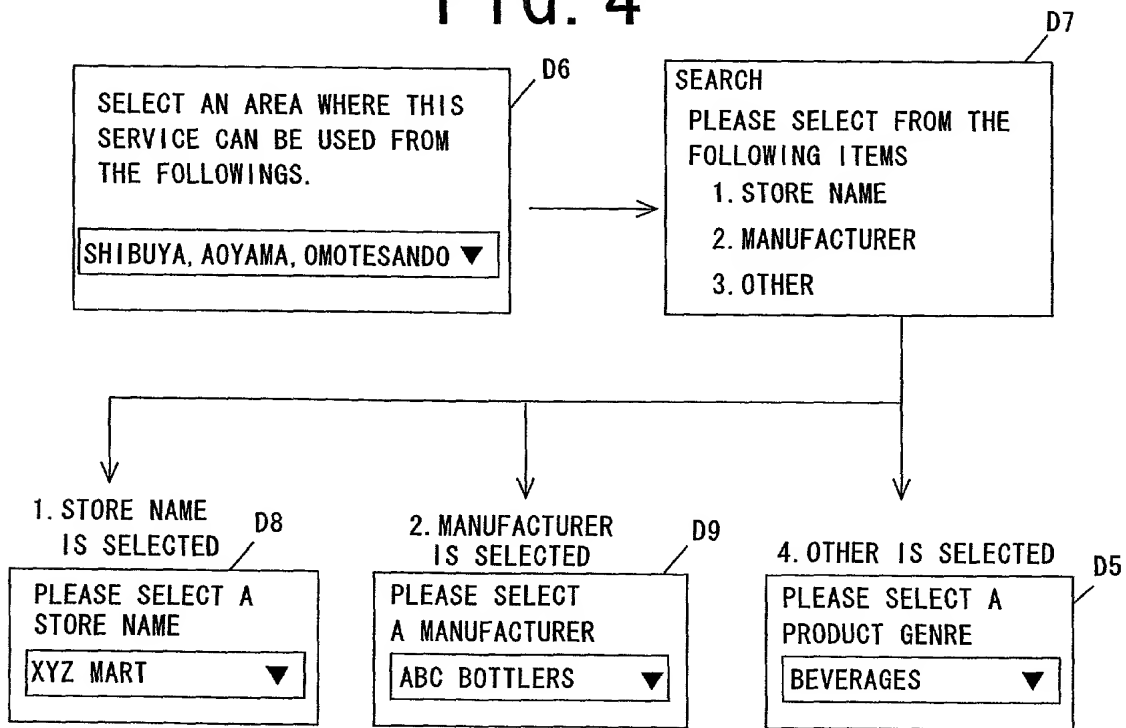 FIG. 4
D6
SELECT AN AREA WHERE THIS
SERVICE CAN BE USED FROM
THE FOLLOWINGS.
SHIBUYA, AOYAMA, OMOTESANDO ▼
D7
SEARCH
PLEASE SELECT FROM THE
FOLLOWING ITEMS
1. STORE NAME
2. MANUFACTURER
3. OTHER
1. STORE NAME
IS SELECTED
D8
PLEASE SELECT A
STORE NAME
XYZ MART ▼
2. MANUFACTURER
IS SELECTED
D9
PLEASE SELECT
A MANUFACTURER
ABC BOTTLERS ▼
4. OTHER IS SELECTED
D5
PLEASE SELECT A
PRODUCT GENRE
BEVERAGES ▼